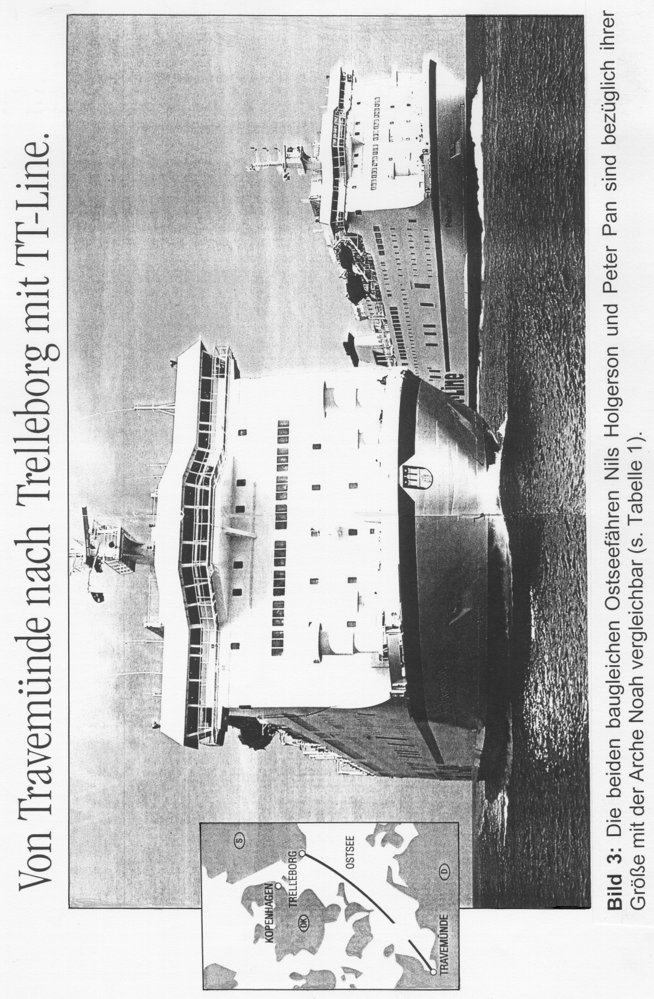 Von Travemünde nach Trelleborg mit TT-Line.
-Line
S
KOPENHAGEN
TRELLEBORG
DK
OSTSEE
D
TRAVEMÜNDE
Bild 3: Die beiden baugleichen Ostseefähren Nils Holgerson und Peter Pan sind bezüglich ihrer
Größe mit der Arche Noah vergleichbar (s. Tabelle 1).